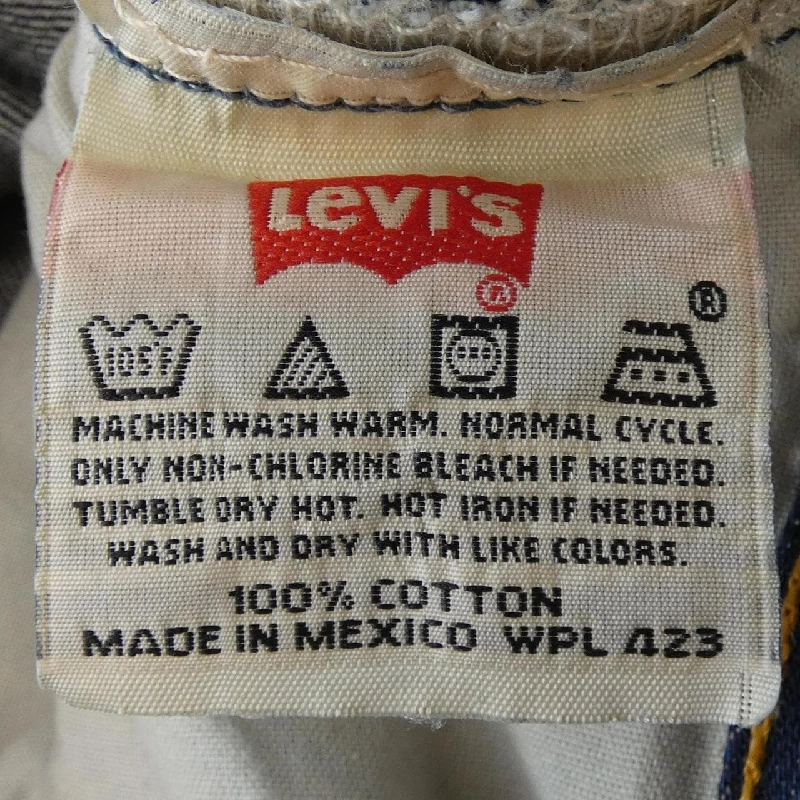 LEVI'S
®
®
105F
MACHINE WASH WARM. NORMAL CYCLE.
ONLY NON-CHLORINE BLEACH IF NEEDED.
TUMBLE DRY HOT. HOT IRON IF NEEDED.
WASH AND DRY WITH LIKE COLORS.
100% COTTON
MADE IN MEXICO WPL 423